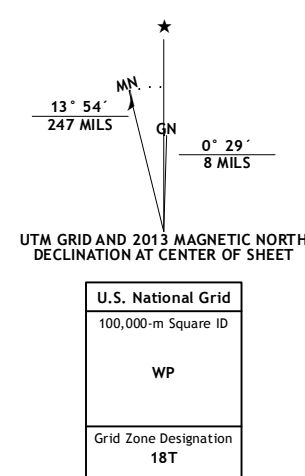 MN
13° 54´
247 MILS
GN
0° 29´
8 MILS
UTM GRID AND 2013 MAGNETIC NORTH
DECLINATION AT CENTER OF SHEET
U.S. National Grid
100,000-m Square ID
WP
Grid Zone Designation
18T